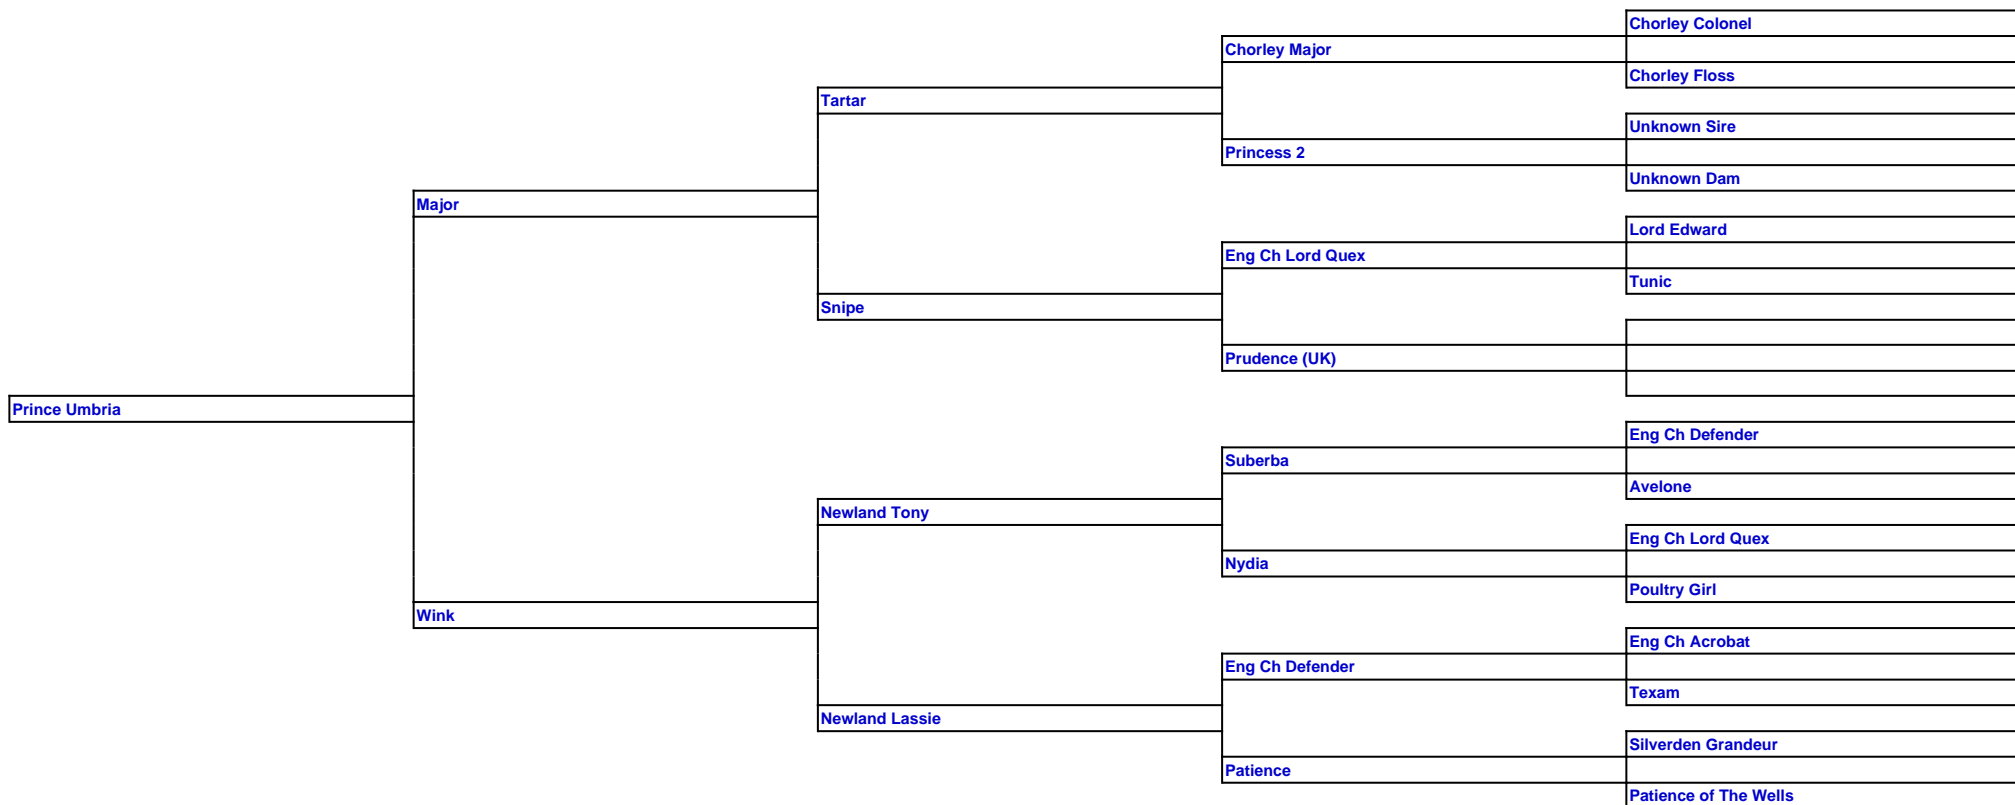 Chorley Colonel
Chorley Major
Chorley Floss
Tartar
Unknown Sire
Princess 2
Unknown Dam
Major
Lord Edward
Eng Ch Lord Quex
Tunic
Snipe
Prudence (UK)
Prince Umbria
Eng Ch Defender
Suberba
Avelone
Newland Tony
Eng Ch Lord Quex
Nydia
Poultry Girl
Wink
Eng Ch Acrobat
Eng Ch Defender
Texam
Newland Lassie
Silverden Grandeur
Patience
Patience of The Wells